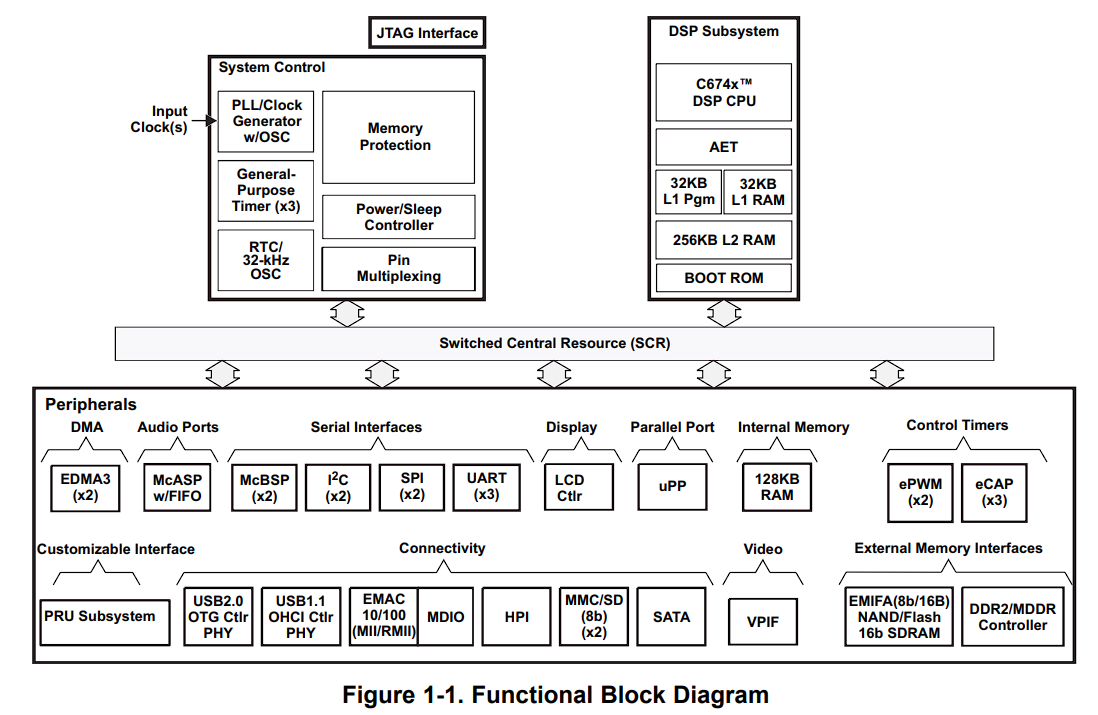 JTAG Interface
System Control
Input
Clock(s)
PLL/Clock
Generator
w/OSC
General-
Purpose
Timer (x3)
RTC/
32-kHz
OSC
Memory
Protection
Power/Sleep
Controller
Pin
Multiplexing
DSP Subsystem
C674x™
DSP CPU
AET
32KB
L1 Pgm
32KB
L1 RAM
256KB L2 RAM
BOOT ROM
Switched Central Resource (SCR)
Peripherals
DMA
EDMA3
(x2)
Audio Ports
McASP
w/FIFO
Serial Interfaces
McBSP
(x2)
I²C
(x2)
SPI
(x2)
UART
(x3)
Display
LCD
Ctlr
Parallel Port
uPP
Internal Memory
128KB
RAM
Control Timers
ePWM
(x2)
eCAP
(x3)
Customizable Interface
PRU Subsystem
Connectivity
USB2.0
OTG Ctlr
PHY
USB1.1
OHCI Ctlr
PHY
EMAC
10/100
(MII/RMII)
MDIO
HPI
MMC/SD
(8b)
(x2)
SATA
Video
VPIF
External Memory Interfaces
EMIFA(8b/16B)
NAND/Flash
16b SDRAM
DDR2/MDDR
Controller
Figure 1-1. Functional Block Diagram